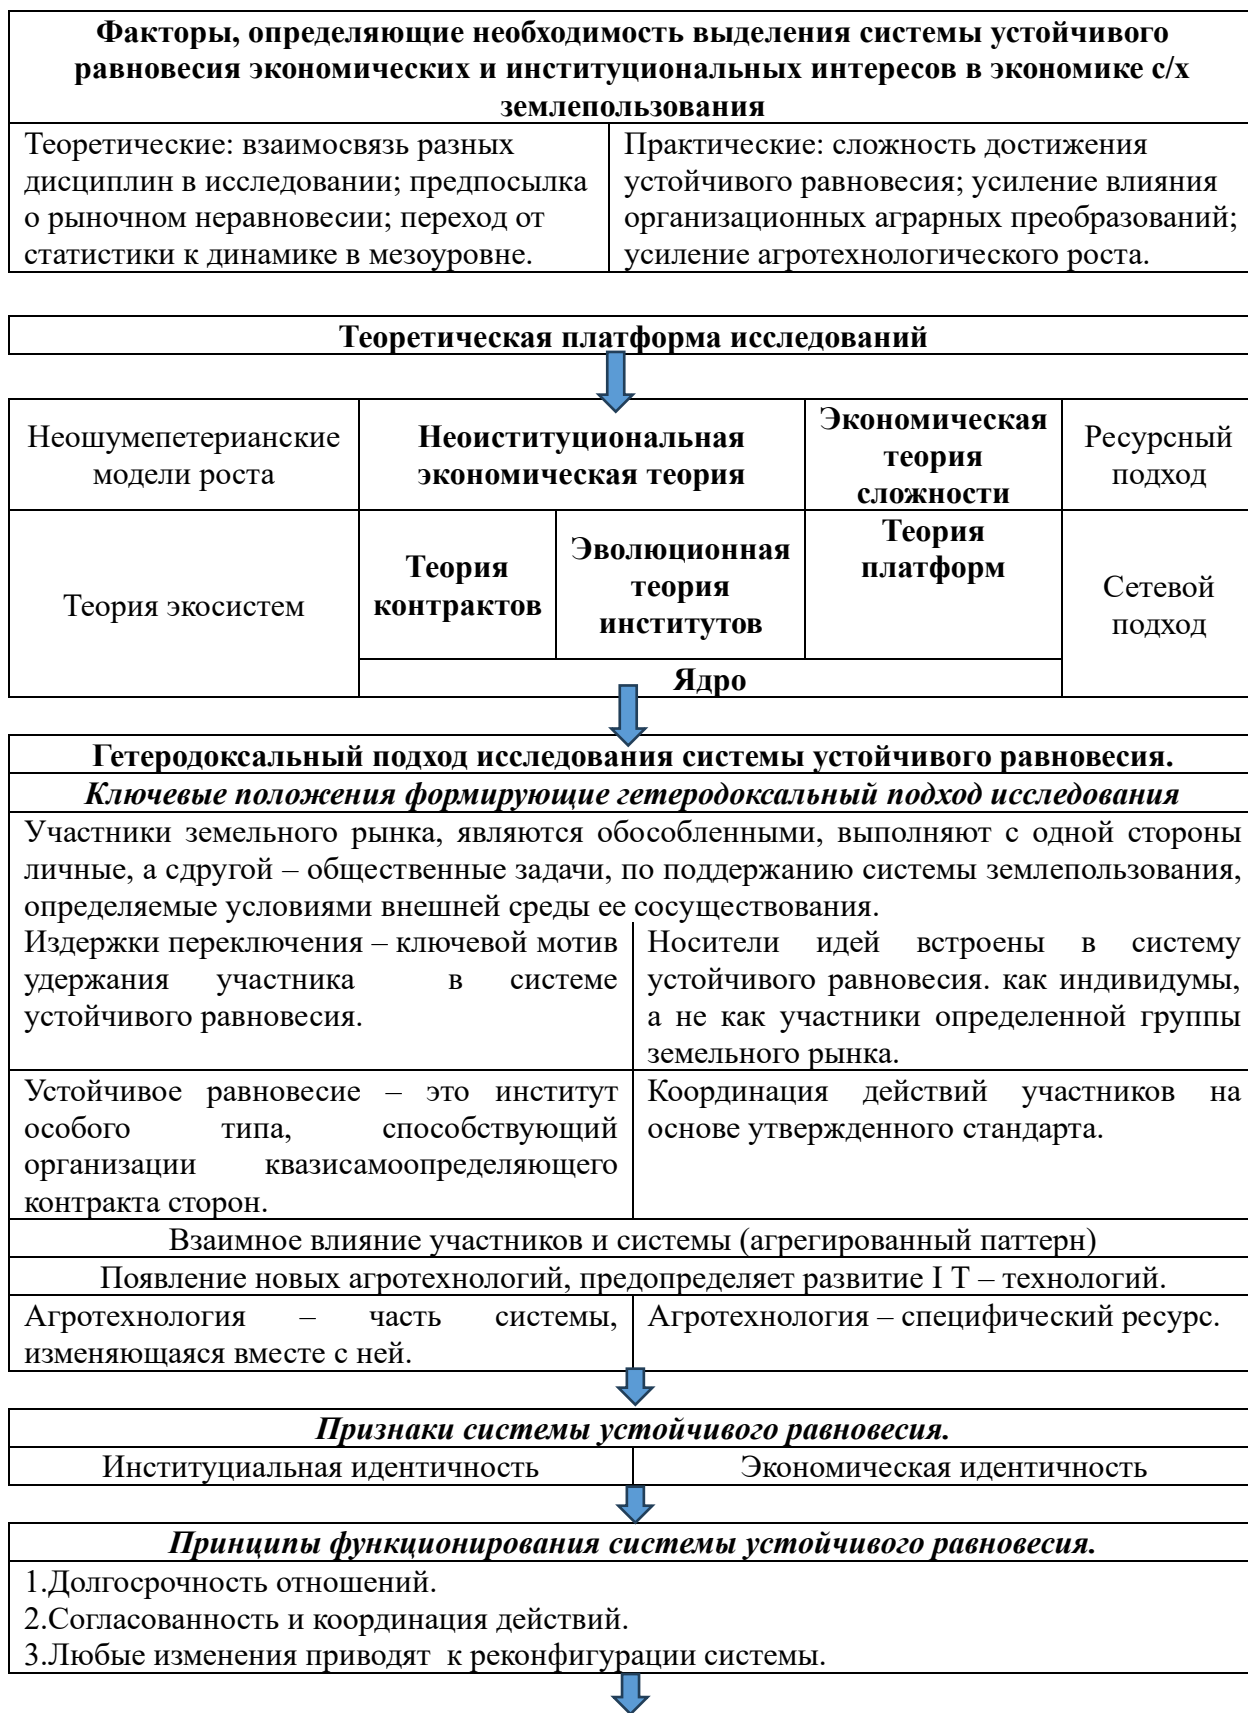 Факторы, определяющие необходимость выделения системы устойчивого
равновесия экономических и институциональных интересов в экономике с/х
землепользования
Теоретические: взаимосвязь разных
дисциплин в исследовании; предпосылка
о рыночном неравновесии; переход от
статистики к динамике в мезоуровне.
Практические: сложность достижения
устойчивого равновесия; усиление влияния
организационных аграрных преобразований;
усиление агротехнологического роста.
Теоретическая платформа исследований
Неошумепетерианские
модели роста
Неоиституциональная
экономическая теория
Экономическая
теория
сложности
Ресурсный
подход
Теория экосистем
Теория
контрактов
Эволюционная
теория
институтов
Теория
платформ
Сетевой
подход
Ядро
Гетеродоксальный подход исследования системы устойчивого равновесия.
Ключевые положения формирующие гетеродоксальный подход исследования
Участники земельного рынка, являются обособленными, выполняют с одной стороны
личные, а сдругой – общественные задачи, по поддержанию системы землепользования,
определяемые условиями внешней среды ее сосуществования.
Издержки переключения – ключевой мотив
удержания участника в системе
устойчивого равновесия.
Носители идей встроены в систему
устойчивого равновесия. как индивидумы,
а не как участники определенной группы
земельного рынка.
Устойчивое равновесие – это институт
особого типа, способствующий
организации квазисамоопределяющего
контракта сторон.
Координация действий участников на
основе утвержденного стандарта.
Взаимное влияние участников и системы (агрегированный паттерн)
Появление новых агротехнологий, предопределяет развитие I T – технологий.
Агротехнология – часть системы,
изменяющаяся вместе с ней.
Агротехнология – специфический ресурс.
Признаки системы устойчивого равновесия.
Институциальная идентичность
Экономическая идентичность
Принципы функционирования системы устойчивого равновесия.
1.Долгосрочность отношений.
2.Согласованность и координация действий.
3.Любые изменения приводят к реконфигурации системы.